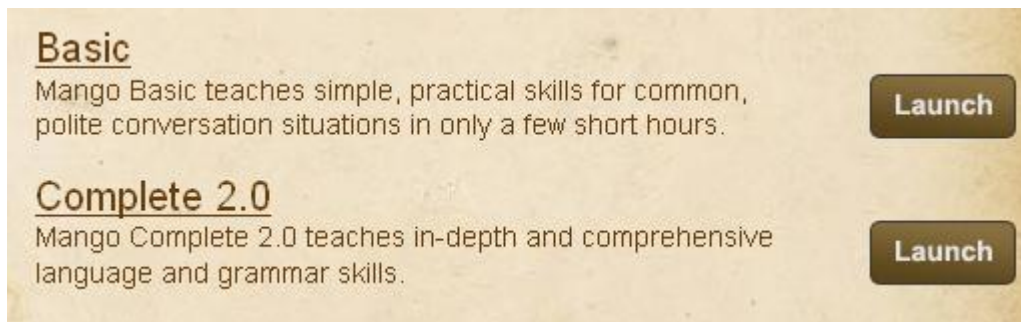 Basic
Mango Basic teaches simple, practical skills for common,
polite conversation situations in only a few short hours.
Launch
Complete 2.0
Mango Complete 2.0 teaches in-depth and comprehensive
language and grammar skills.
Launch